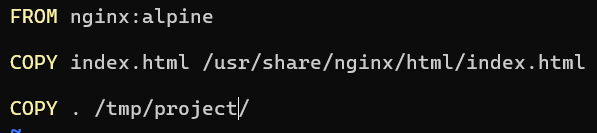 FROM nginx:alpine
COPY index.html /usr/share/nginx/html/index.html
COPY . /tmp/project/
~